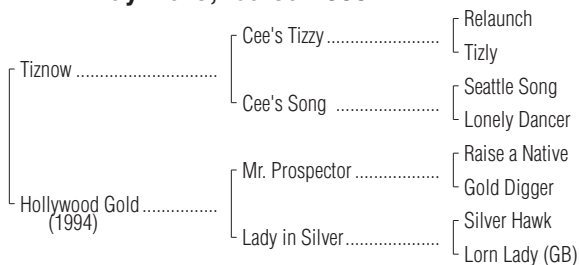 Relaunch
Cee's Tizzy ........................
Tizly
Tiznow ..............................
Seattle Song
Cee's Song ......................
Lonely Dancer
Raise a Native
Mr. Prospector ..................
Gold Digger
Hollywood Gold ................
(1994)
Silver Hawk
Lady in Silver ....................
Lorn Lady (GB)